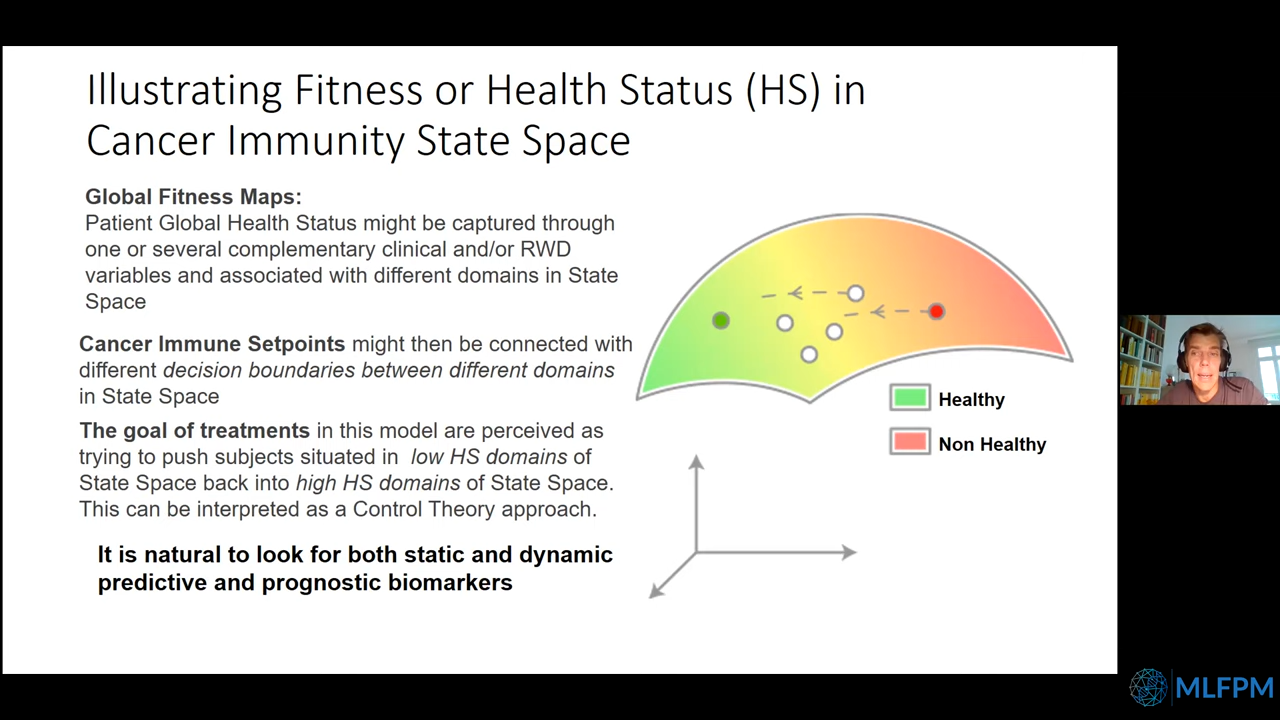 Illustrating Fitness or Health Status (HS) in
Cancer Immunity State Space
Global Fitness Maps:
Patient Global Health Status might be captured through
one or several complementary clinical and/or RWD
variables and associated with different domains in State
Space
Cancer Immune Setpoints might then be connected with
different decision boundaries between different domains
in State Space
The goal of treatments in this model are perceived as
trying to push subjects situated in low HS domains of
State Space back into high HS domains of State Space.
This can be interpreted as a Control Theory approach.
It is natural to look for both static and dynamic
predictive and prognostic biomarkers
Healthy
Non Healthy
MLFPM